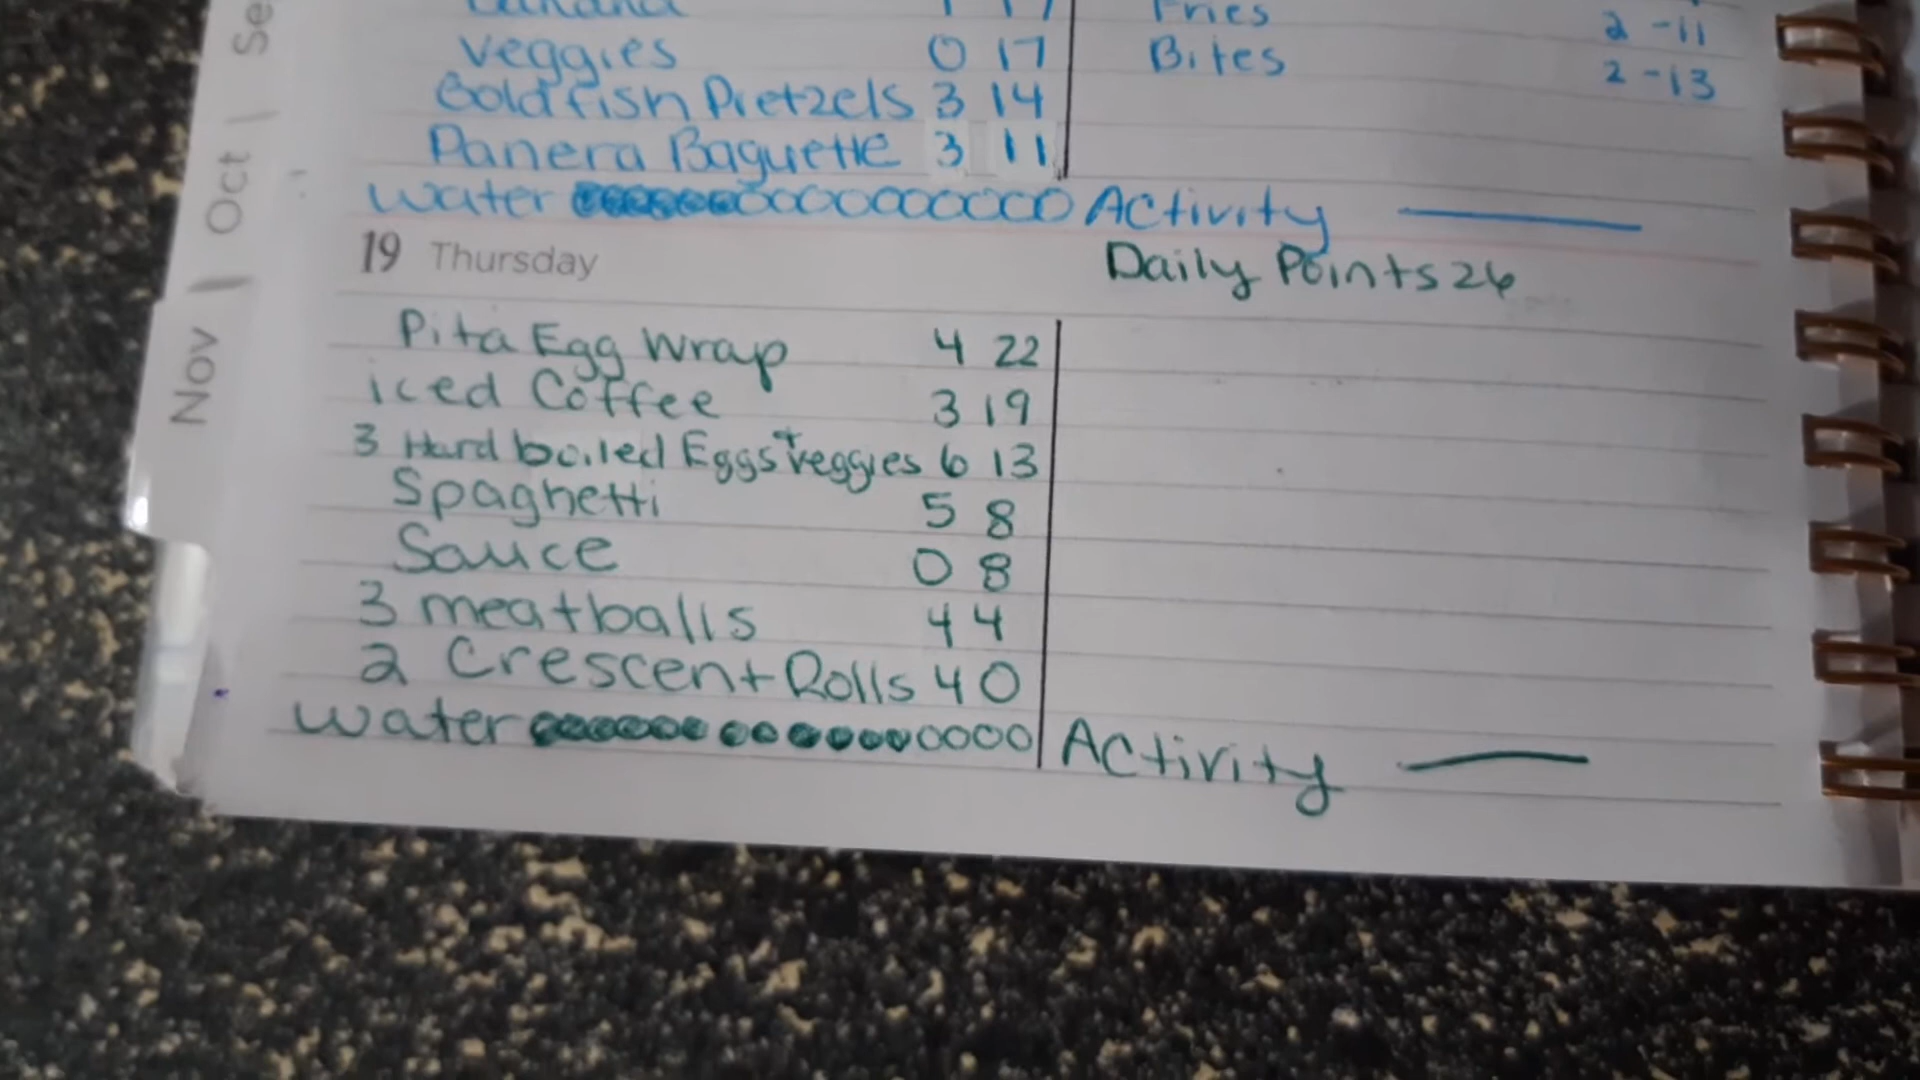 Banana 1 17
Veggies 0 17
Goldfish Pretzels 3 14
Panera Baguette 3 11
Fries 2 -11
Bites 2 -13
Water Activity
19 Thursday
Daily Points 26
Pita Egg Wrap 4 22
iced Coffee 3 19
3 Hard boiled Eggs + Veggies 6 13
Spaghetti 5 8
Sauce 0 8
3 meatballs 4 4
2 Crescent Rolls 4 0
Water Activity
Se
Oct
Nov